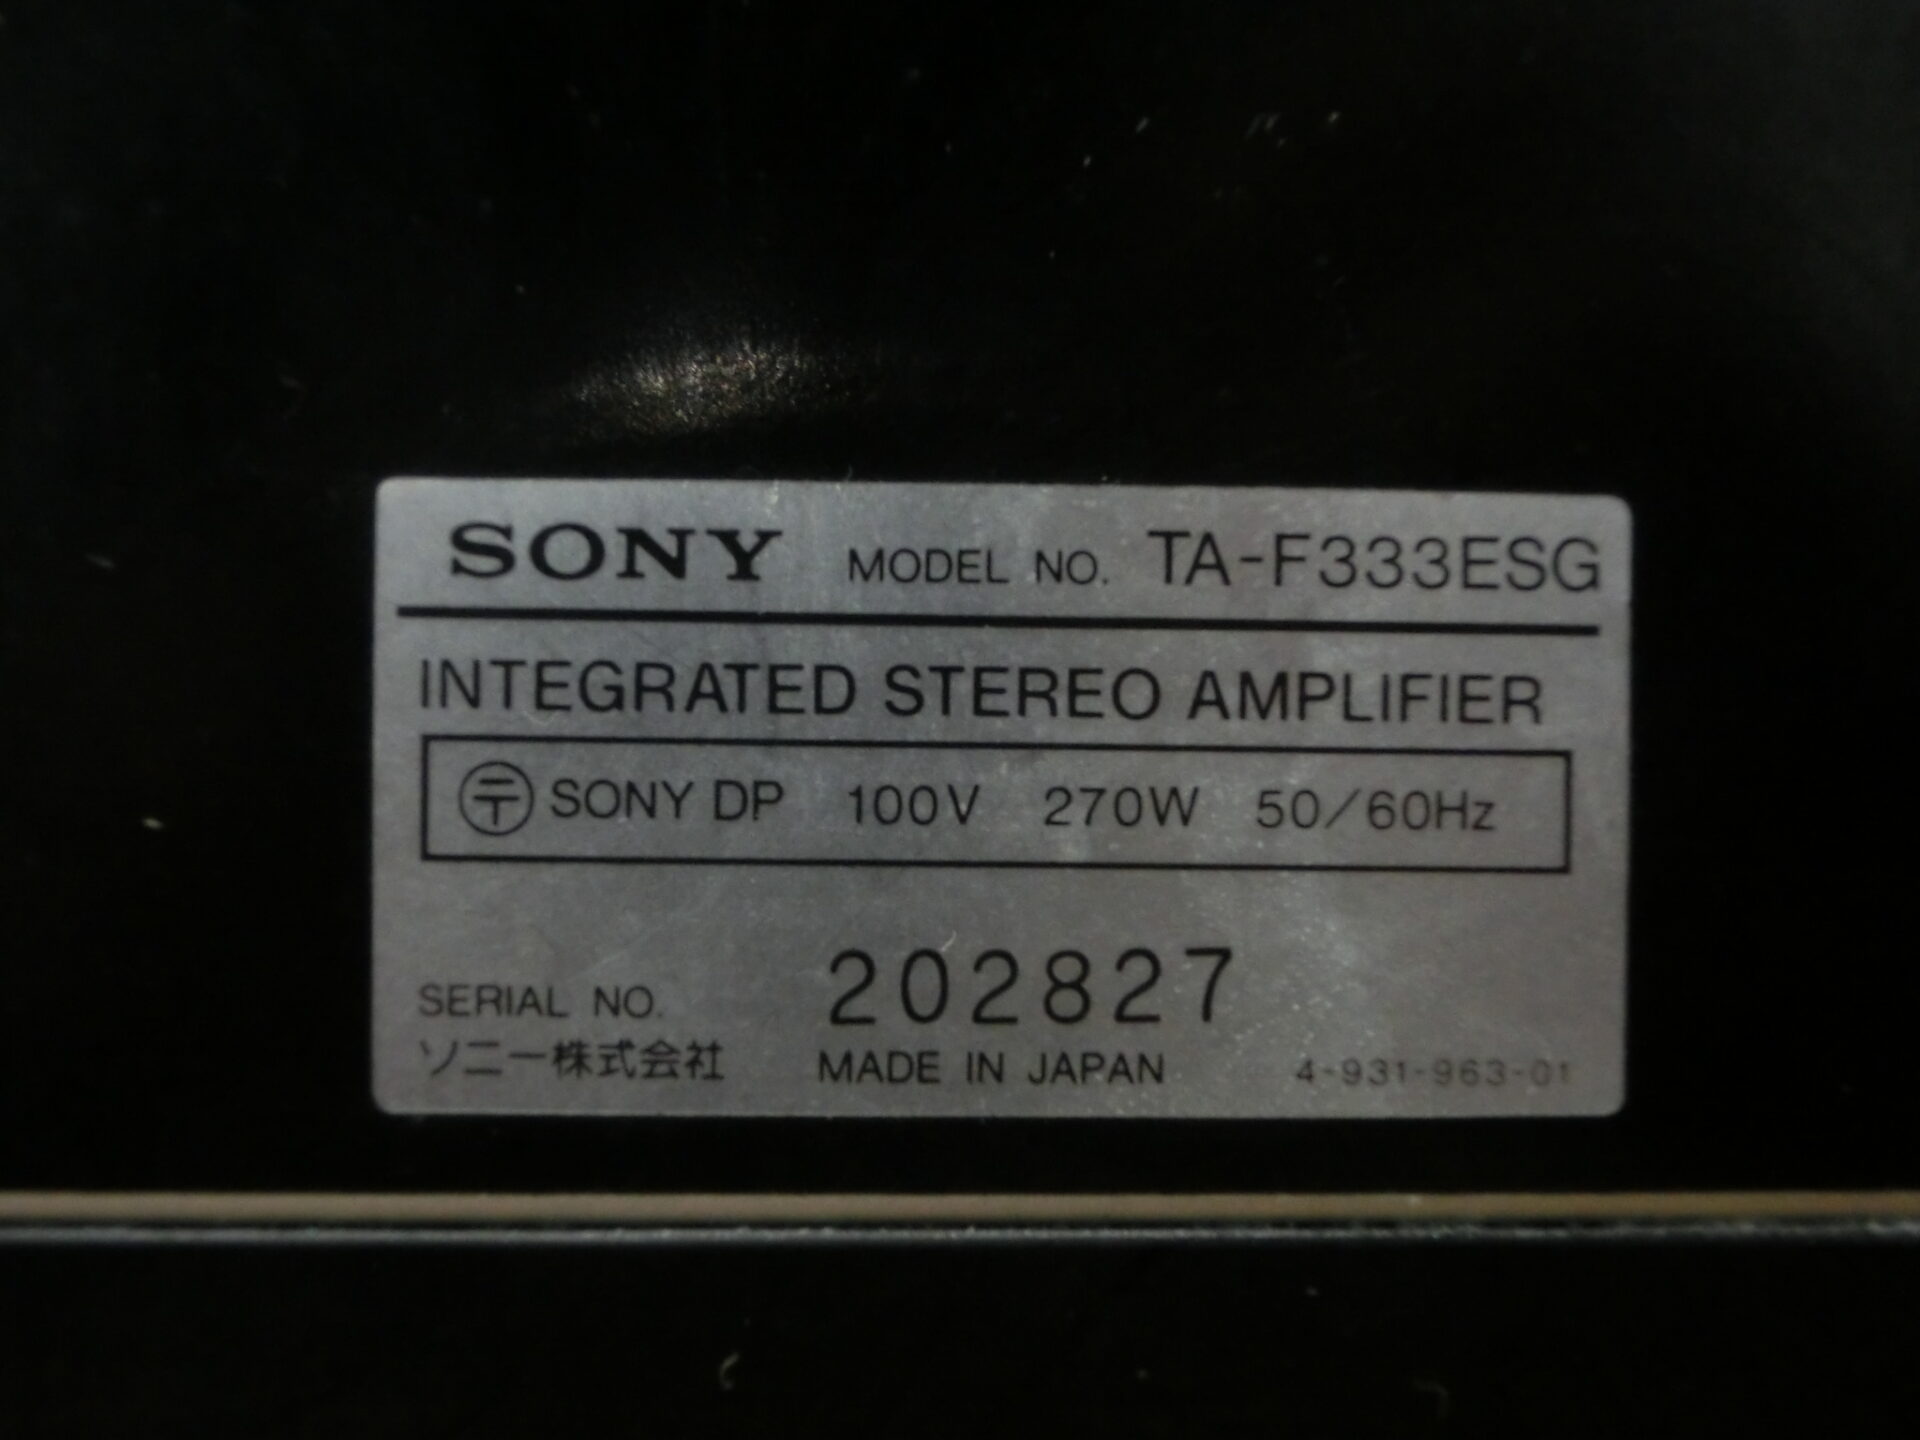 SONY MODEL NO. TA-F333ESG
INTEGRATED STEREO AMPLIFIER
〶 SONY DP 100V 270W 50/60Hz
SERIAL NO. 202827
ソニー株式会社 MADE IN JAPAN 4-931-963-01